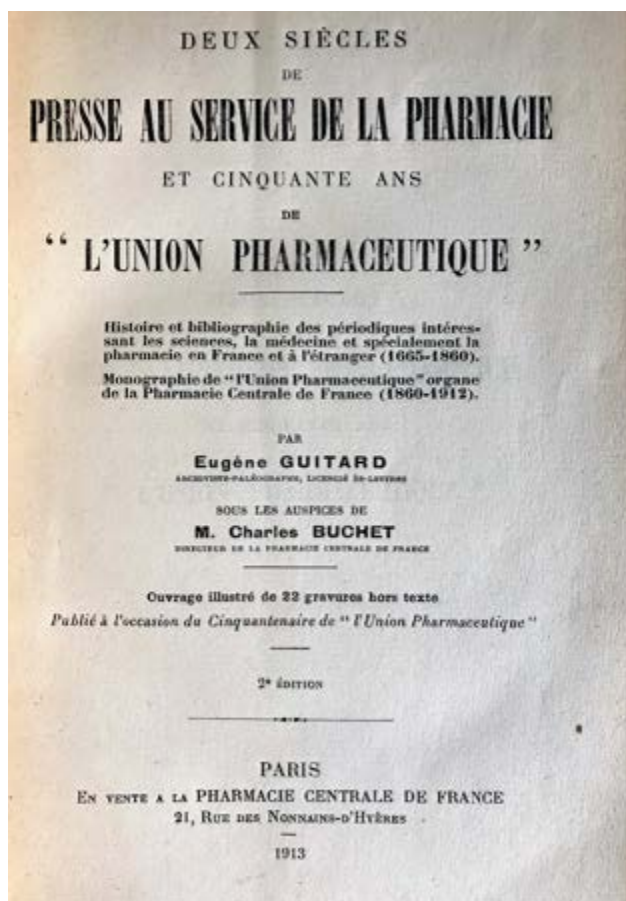 DEUX SIÈCLES
DE
PRESSE AU SERVICE DE LA PHARMACIE
ET CINQUANTE ANS
DE
“ L'UNION PHARMACEUTIQUE ”
Histoire et bibliographie des périodiques intéres-
sant les sciences, la médecine et spécialement la
pharmacie en France et à l'étranger (1665-1860).
Monographie de “l'Union Pharmaceutique” organe
de la Pharmacie Centrale de France (1860-1912).
PAR
Eugène GUITARD
ARCHIVISTE-PALÉOGRAPHE, LICENCIÉ ÈS-LETTRES
SOUS LES AUSPICES DE
M. Charles BUCHET
DIRECTEUR DE LA PHARMACIE CENTRALE DE FRANCE
Ouvrage illustré de 22 gravures hors texte
Publié à l'occasion du Cinquantenaire de “ l'Union Pharmaceutique ”
2e ÉDITION
PARIS
EN VENTE A LA PHARMACIE CENTRALE DE FRANCE
21, RUE DES NONNAINS-D'HYÈRES
1913